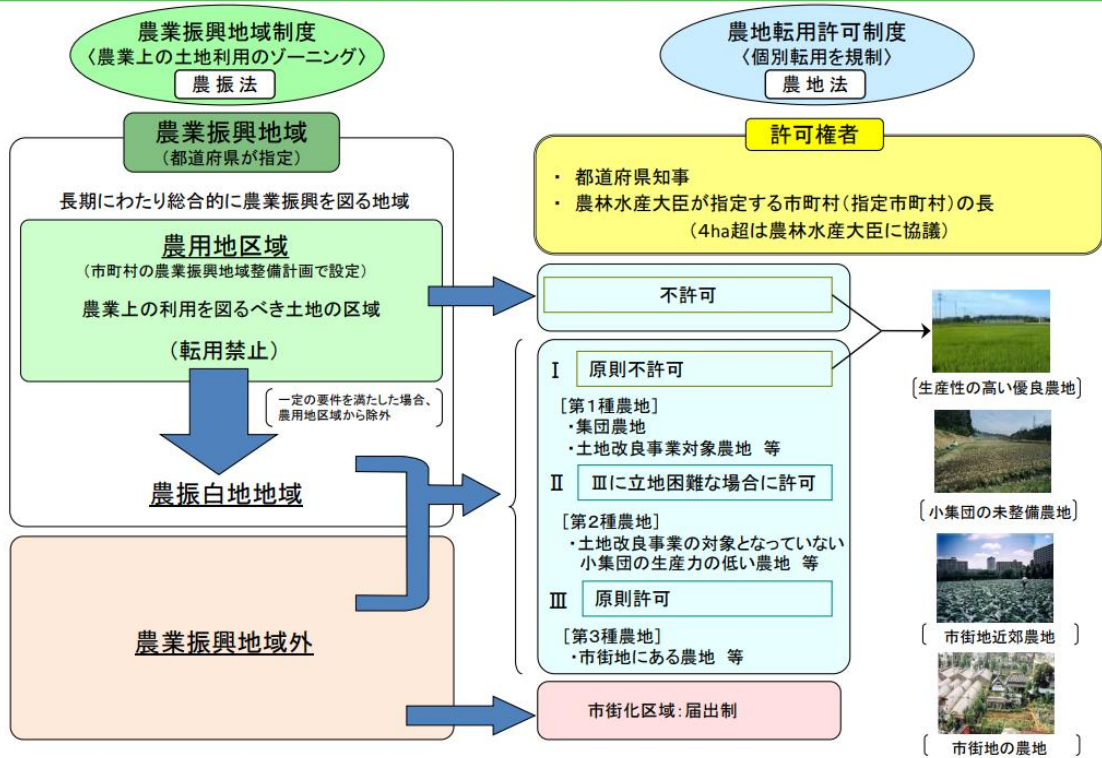 農業振興地域制度
〈農業上の土地利用のゾーニング〉
農振法
農業振興地域
(都道府県が指定)
長期にわたり総合的に農業振興を図る地域
農用地区域
(市町村の農業振興地域整備計画で設定)
農業上の利用を図るべき土地の区域
(転用禁止)
一定の要件を満たした場合、
農用地区域から除外
農振白地地域
農業振興地域外
農地転用許可制度
〈個別転用を規制〉
農地法
許可権者
・ 都道府県知事
・ 農林水産大臣が指定する市町村(指定市町村)の長
(4ha超は農林水産大臣に協議)
不許可
Ⅰ 原則不許可
[第1種農地]
・集団農地
・土地改良事業対象農地 等
Ⅱ Ⅲに立地困難な場合に許可
[第2種農地]
・土地改良事業の対象となっていない
小集団の生産力の低い農地 等
Ⅲ 原則許可
[第3種農地]
・市街地にある農地 等
市街化区域:届出制
〔生産性の高い優良農地〕
〔小集団の未整備農地〕
〔市街地近郊農地〕
〔市街地の農地〕